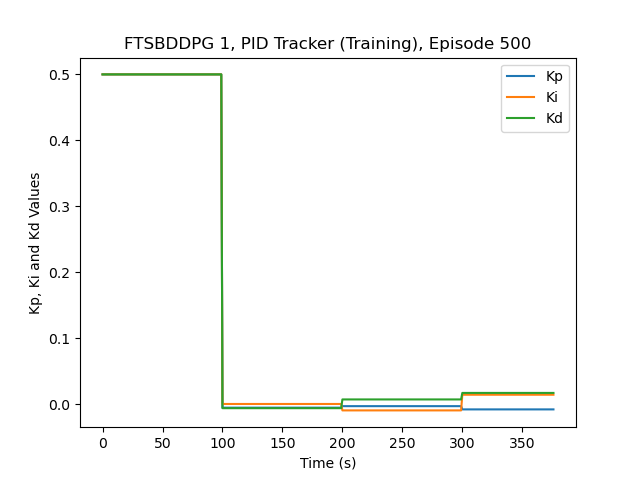 FTSBDDPG 1, PID Tracker (Training), Episode 500
Kp, Ki and Kd Values
0.5
0.4
0.3
0.2
0.1
0.0
Kp
Ki
Kd
0 50 100 150 200 250 300 350
Time (s)